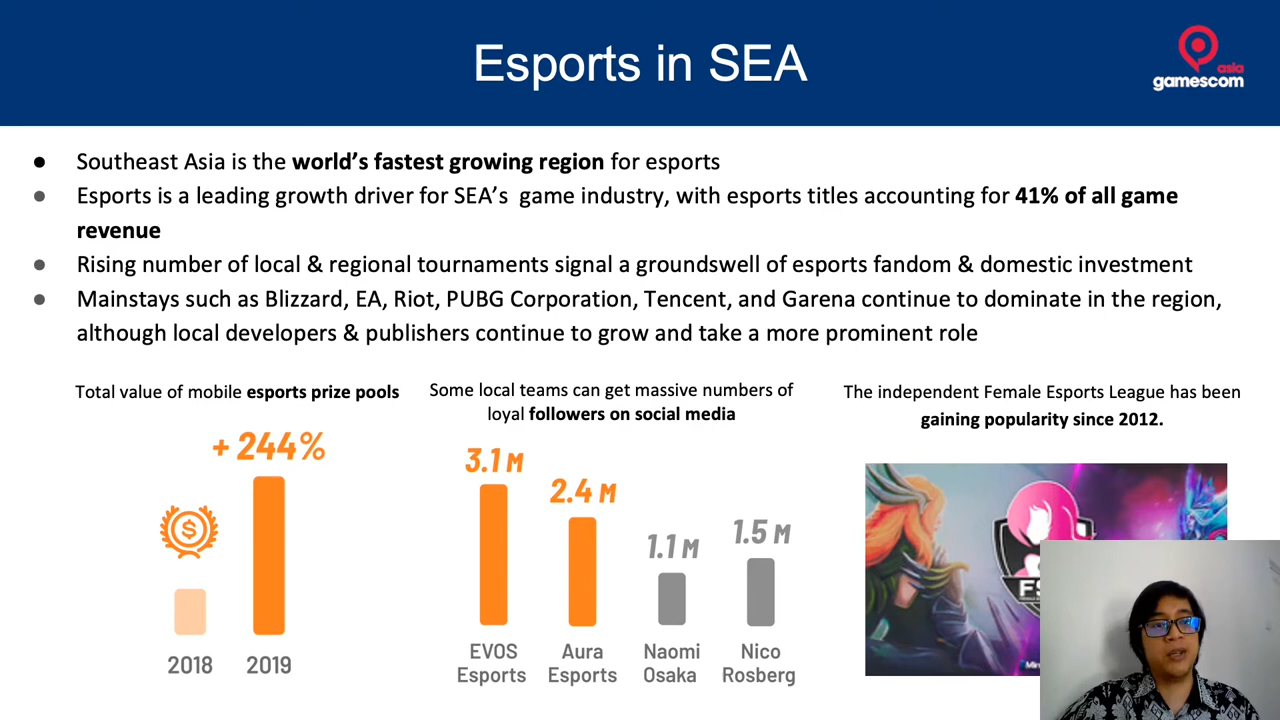 Esports in SEA
asia
gamescom
● Southeast Asia is the world's fastest growing region for esports
● Esports is a leading growth driver for SEA's game industry, with esports titles accounting for 41% of all game
revenue
● Rising number of local & regional tournaments signal a groundswell of esports fandom & domestic investment
● Mainstays such as Blizzard, EA, Riot, PUBG Corporation, Tencent, and Garena continue to dominate in the region,
although local developers & publishers continue to grow and take a more prominent role
Total value of mobile esports prize pools
+ 244%
$
2018 2019
Some local teams can get massive numbers of
loyal followers on social media
3.1 M
2.4 M
1.1 M
1.5 M
EVOS
Esports
Aura
Esports
Naomi
Osaka
Nico
Rosberg
The independent Female Esports League has been
gaining popularity since 2012.